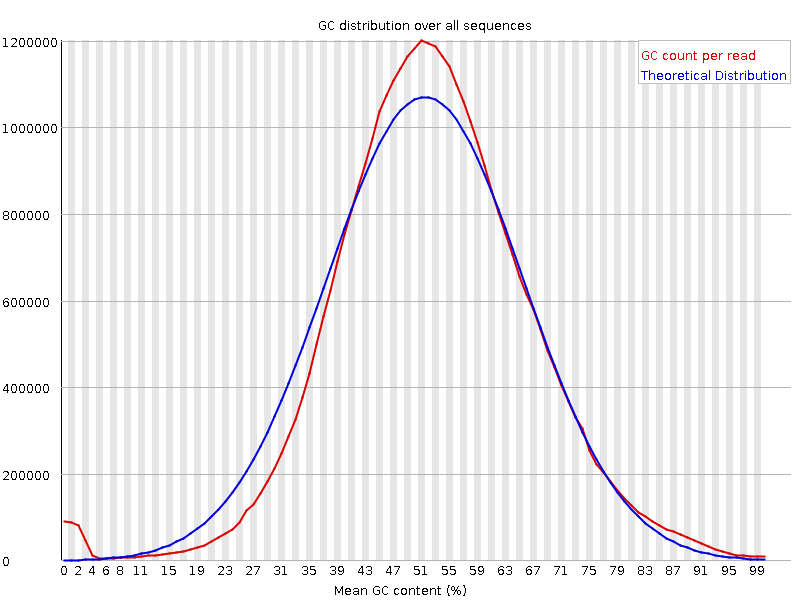 GC distribution over all sequences
GC count per read
Theoretical Distribution
1200000
1000000
800000
600000
400000
200000
0
0 2 4 6 8 11 15 19 23 27 31 35 39 43 47 51 55 59 63 67 71 75 79 83 87 91 95 99
Mean GC content (%)